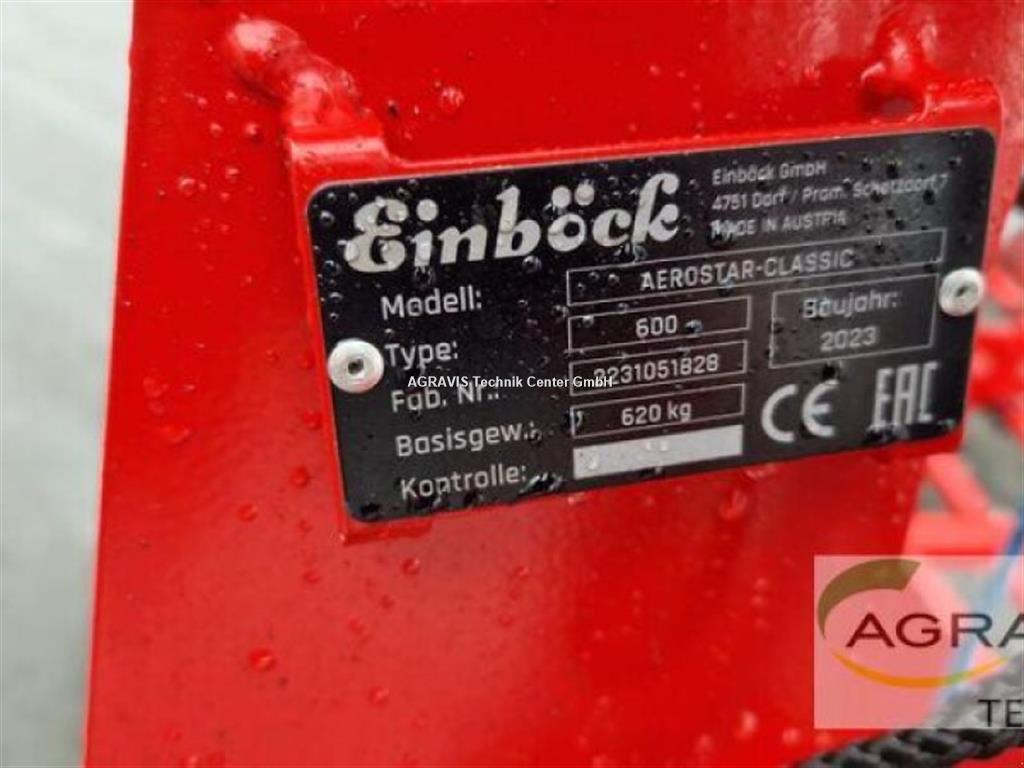 Einböck
Einböck GmbH
4751 Dorf / Pram, Schatzdorf 7
MADE IN AUSTRIA
Modell: AEROSTAR-CLASSIC
Type: 600
Baujahr:
2023
Fab. Nr.: 2231051828
AGRAVIS Technik Center GmbH
Basisgew.: 620 kg
Kontrolle:
CE EAC
AGRA
TE